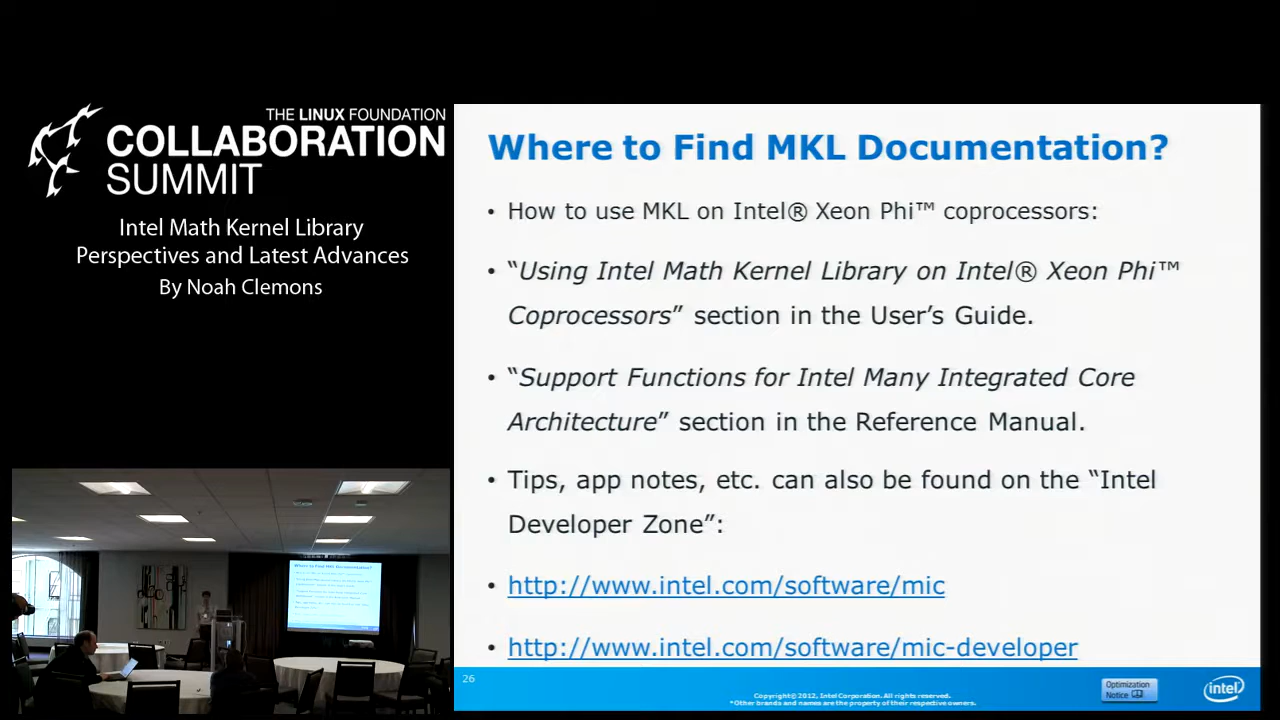 THE LINUX FOUNDATION
COLLABORATION
SUMMIT
Intel Math Kernel Library
Perspectives and Latest Advances
By Noah Clemons
Where to Find MKL Documentation?
• How to use MKL on Intel® Xeon Phi™ coprocessors:
• “Using Intel Math Kernel Library on Intel® Xeon Phi™
Coprocessors” section in the User’s Guide.
• “Support Functions for Intel Many Integrated Core
Architecture” section in the Reference Manual.
• Tips, app notes, etc. can also be found on the “Intel
Developer Zone”:
• http://www.intel.com/software/mic
• http://www.intel.com/software/mic-developer
26
Copyright© 2012, Intel Corporation. All rights reserved.
*Other brands and names are the property of their respective owners.
Optimization
Notice
intel
Where to Find MKL Documentation?